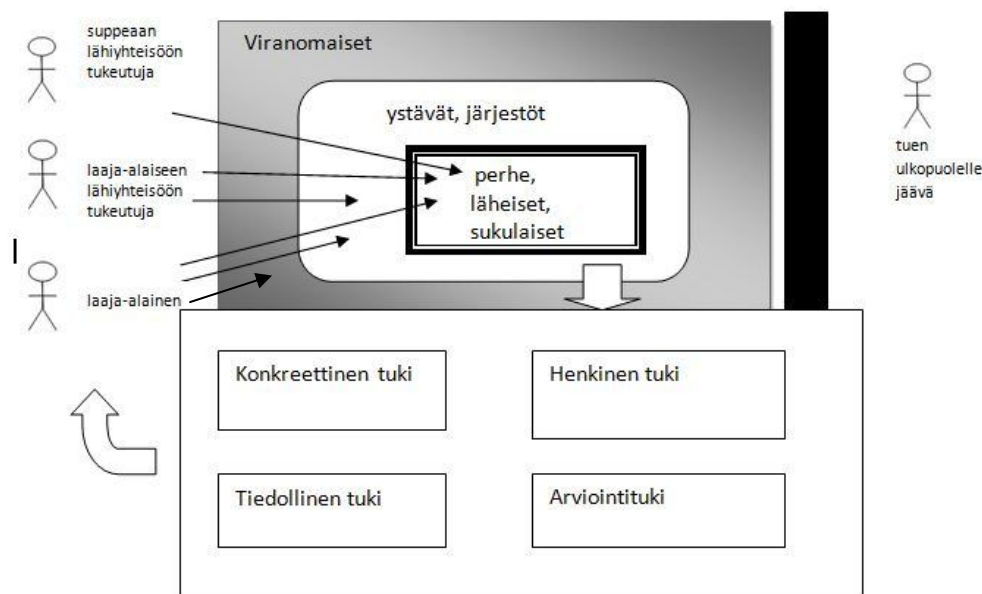 suppeaan
lähiyhteisöön
tukeutuja
Viranomaiset
ystävät, järjestöt
perhe,
läheiset,
sukulaiset
laaja-alaiseen
lähiyhteisöön
tukeutuja
laaja-alainen
tuen
ulkopuolelle
jäävä
Konkreettinen tuki
Henkinen tuki
Tiedollinen tuki
Arviointituki